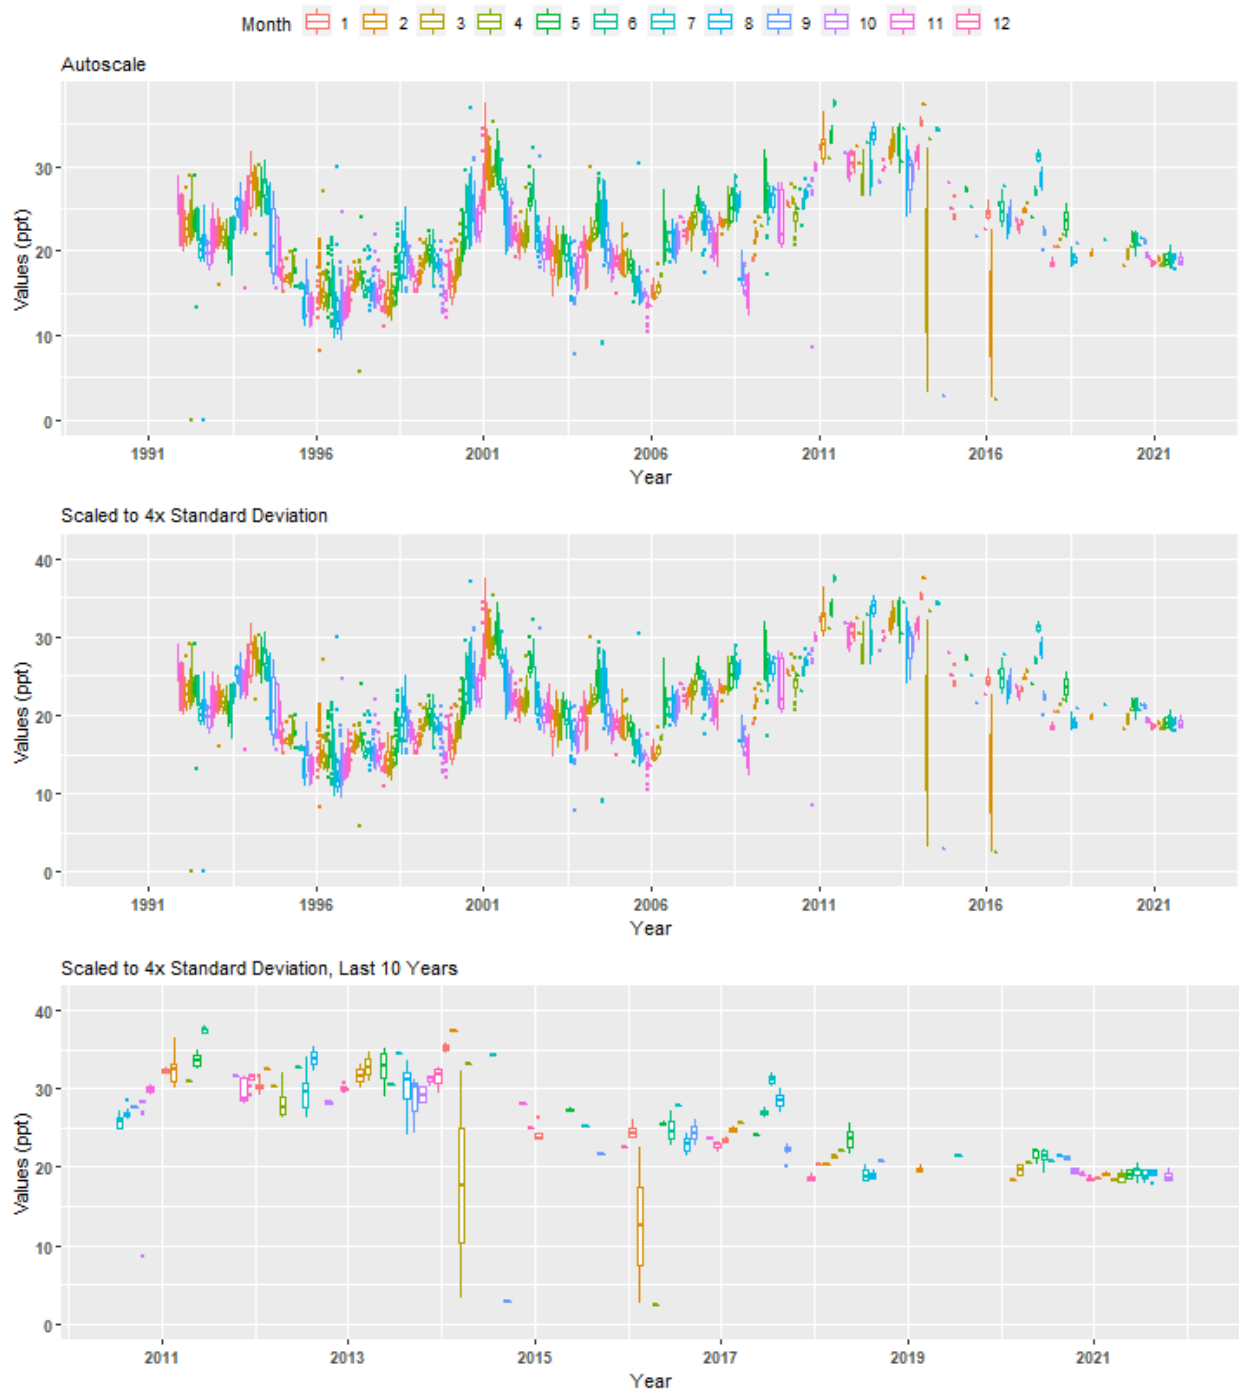 Month 1 2 3 4 5 6 7 8 9 10 11 12
Autoscale
Values (ppt)
30
20
10
0
1991 1996 2001 2006 2011 2016 2021
Year
Scaled to 4x Standard Deviation
Values (ppt)
40
30
20
10
0
1991 1996 2001 2006 2011 2016 2021
Year
Scaled to 4x Standard Deviation, Last 10 Years
Values (ppt)
40
30
20
10
0
2011 2013 2015 2017 2019 2021
Year